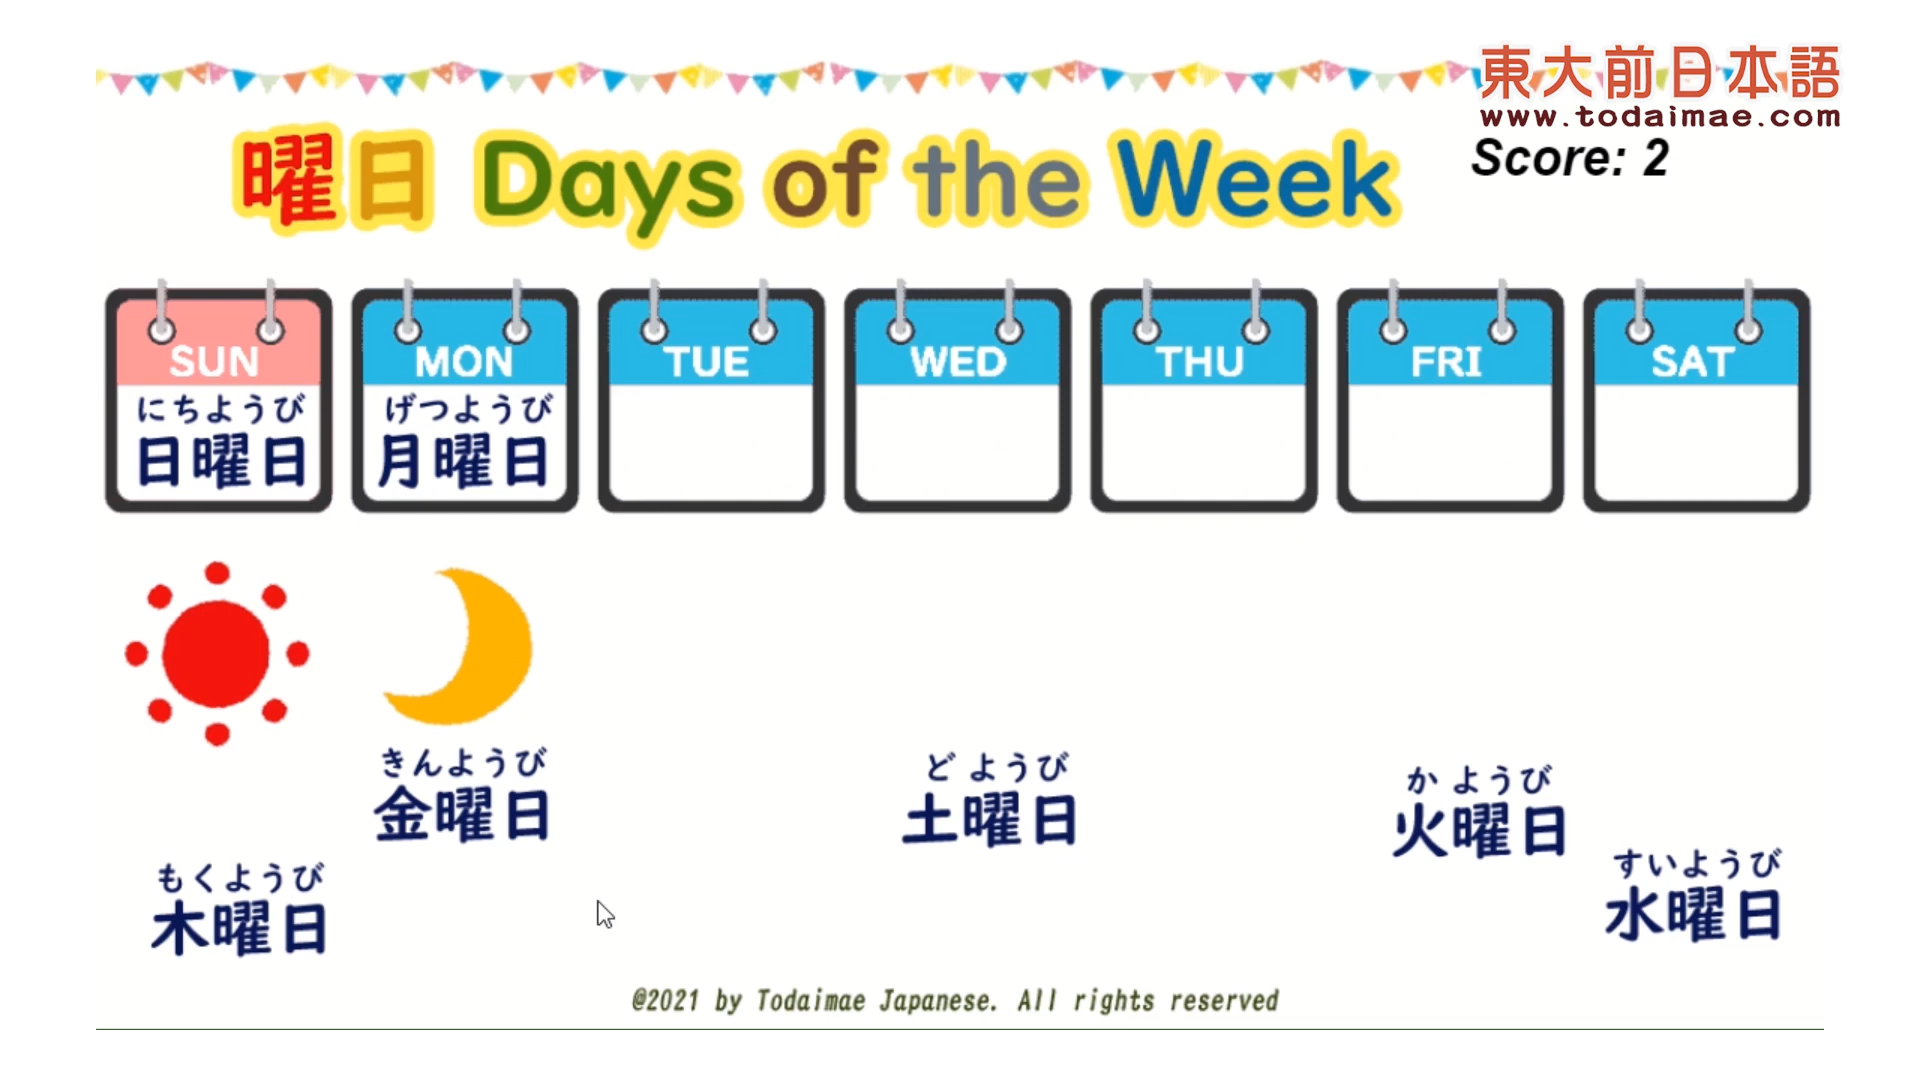 東大前日本語
www.todaimae.com
曜日 Days of the Week
Score: 2
SUN
にちようび
日曜日
MON
げつようび
月曜日
TUE
WED
THU
FRI
SAT
きんようび
金曜日
ど ようび
土曜日
か ようび
火曜日
すいようび
水曜日
もくようび
木曜日
@2021 by Todaimae Japanese. All rights reserved